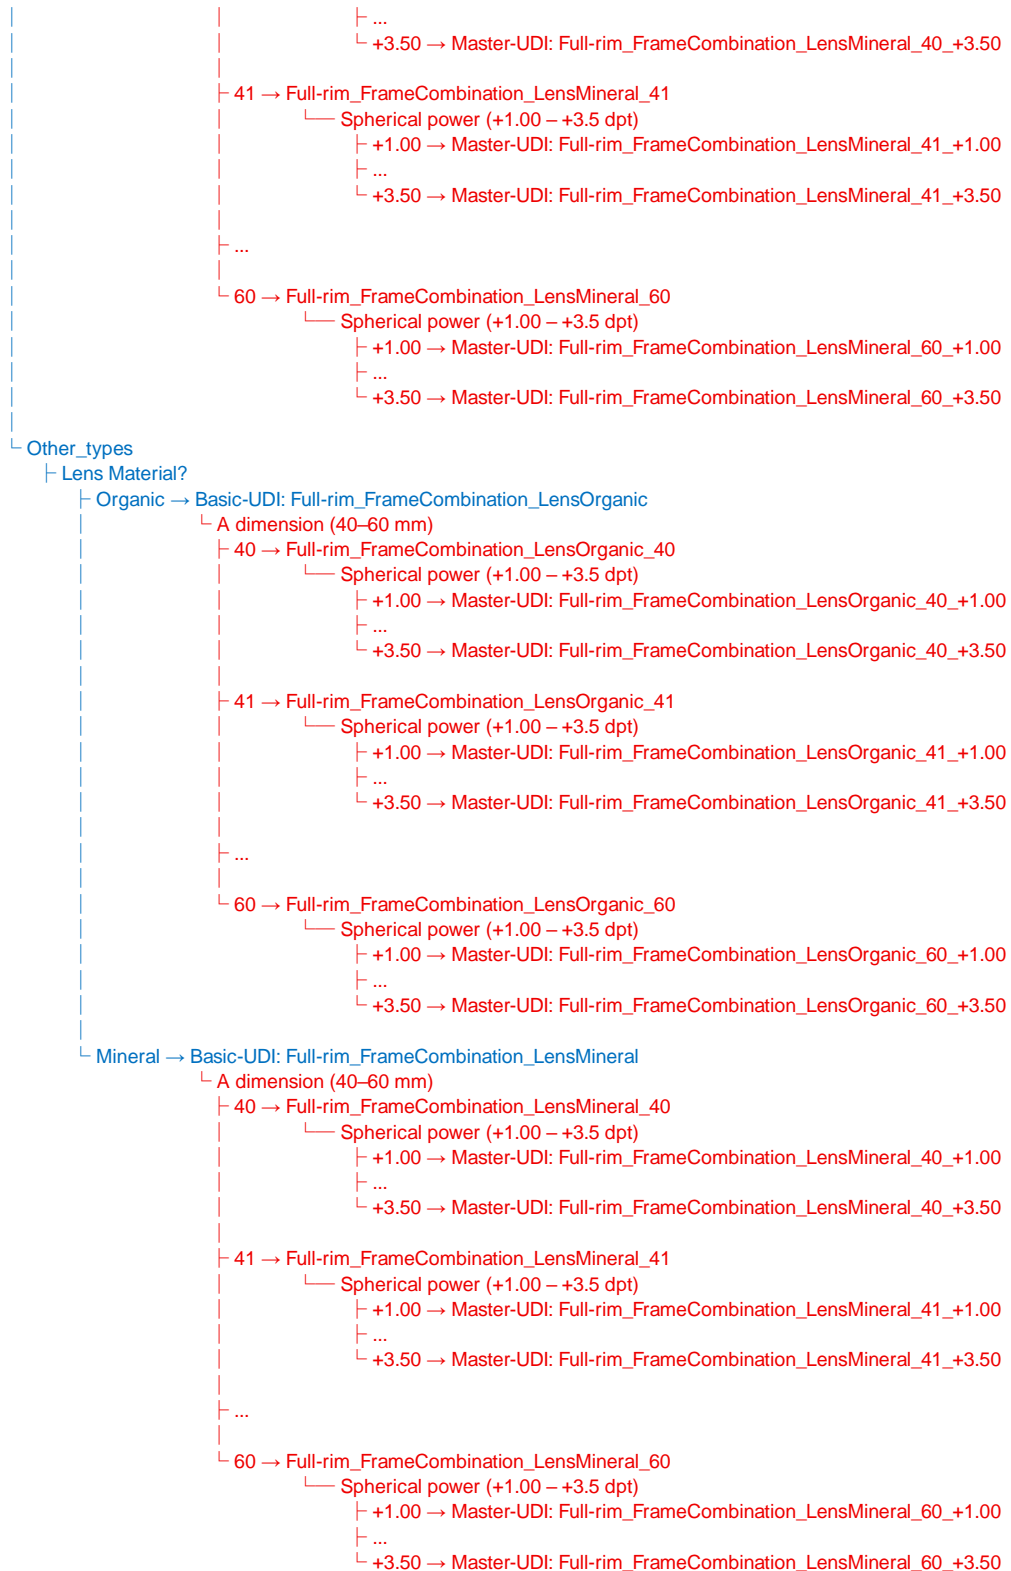 ...
+3.50 → Master-UDI: Full-rim_FrameCombination_LensMineral_40_+3.50
41 → Full-rim_FrameCombination_LensMineral_41
Spherical power (+1.00 – +3.5 dpt)
+1.00 → Master-UDI: Full-rim_FrameCombination_LensMineral_41_+1.00
...
+3.50 → Master-UDI: Full-rim_FrameCombination_LensMineral_41_+3.50
...
60 → Full-rim_FrameCombination_LensMineral_60
Spherical power (+1.00 – +3.5 dpt)
+1.00 → Master-UDI: Full-rim_FrameCombination_LensMineral_60_+1.00
...
+3.50 → Master-UDI: Full-rim_FrameCombination_LensMineral_60_+3.50
Other_types
Lens Material?
Organic → Basic-UDI: Full-rim_FrameCombination_LensOrganic
A dimension (40–60 mm)
40 → Full-rim_FrameCombination_LensOrganic_40
Spherical power (+1.00 – +3.5 dpt)
+1.00 → Master-UDI: Full-rim_FrameCombination_LensOrganic_40_+1.00
...
+3.50 → Master-UDI: Full-rim_FrameCombination_LensOrganic_40_+3.50
41 → Full-rim_FrameCombination_LensOrganic_41
Spherical power (+1.00 – +3.5 dpt)
+1.00 → Master-UDI: Full-rim_FrameCombination_LensOrganic_41_+1.00
...
+3.50 → Master-UDI: Full-rim_FrameCombination_LensOrganic_41_+3.50
...
60 → Full-rim_FrameCombination_LensOrganic_60
Spherical power (+1.00 – +3.5 dpt)
+1.00 → Master-UDI: Full-rim_FrameCombination_LensOrganic_60_+1.00
...
+3.50 → Master-UDI: Full-rim_FrameCombination_LensOrganic_60_+3.50
Mineral → Basic-UDI: Full-rim_FrameCombination_LensMineral
A dimension (40–60 mm)
40 → Full-rim_FrameCombination_LensMineral_40
Spherical power (+1.00 – +3.5 dpt)
+1.00 → Master-UDI: Full-rim_FrameCombination_LensMineral_40_+1.00
...
+3.50 → Master-UDI: Full-rim_FrameCombination_LensMineral_40_+3.50
41 → Full-rim_FrameCombination_LensMineral_41
Spherical power (+1.00 – +3.5 dpt)
+1.00 → Master-UDI: Full-rim_FrameCombination_LensMineral_41_+1.00
...
+3.50 → Master-UDI: Full-rim_FrameCombination_LensMineral_41_+3.50
...
60 → Full-rim_FrameCombination_LensMineral_60
Spherical power (+1.00 – +3.5 dpt)
+1.00 → Master-UDI: Full-rim_FrameCombination_LensMineral_60_+1.00
...
+3.50 → Master-UDI: Full-rim_FrameCombination_LensMineral_60_+3.50